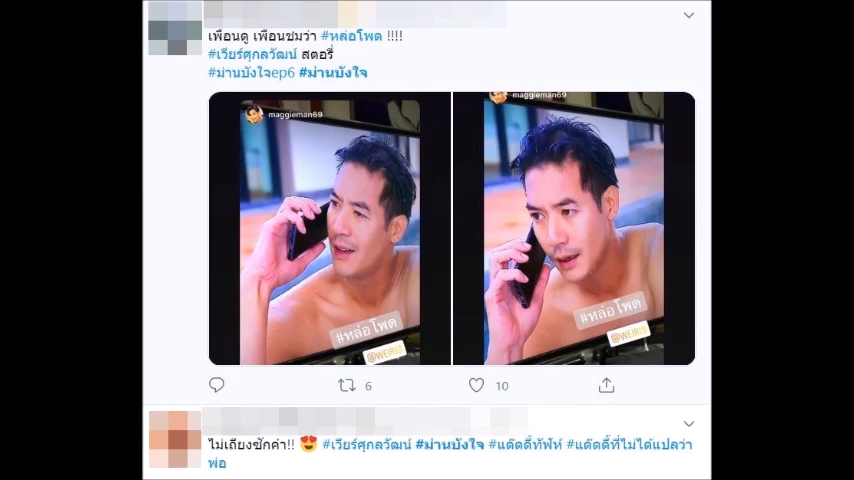 เพื่อนดู เพื่อนชมว่า #หล่อโพด !!!!
#เวียร์ศุกลวัฒน์ สตอรี่
#ม่านบังใจep6 #ม่านบังใจ
maggieman69
maggieman69
#หล่อโพด
@WEIR19
#หล่อโพด
@WEIR19
6
10
ไม่เถียงซักคำ!! 😍 #เวียร์ศุกลวัฒน์ #ม่านบังใจ #แด๊ดดี้ทัฬห์ #แด๊ดดี้ที่ไม่ได้แปลว่า
พ่อ